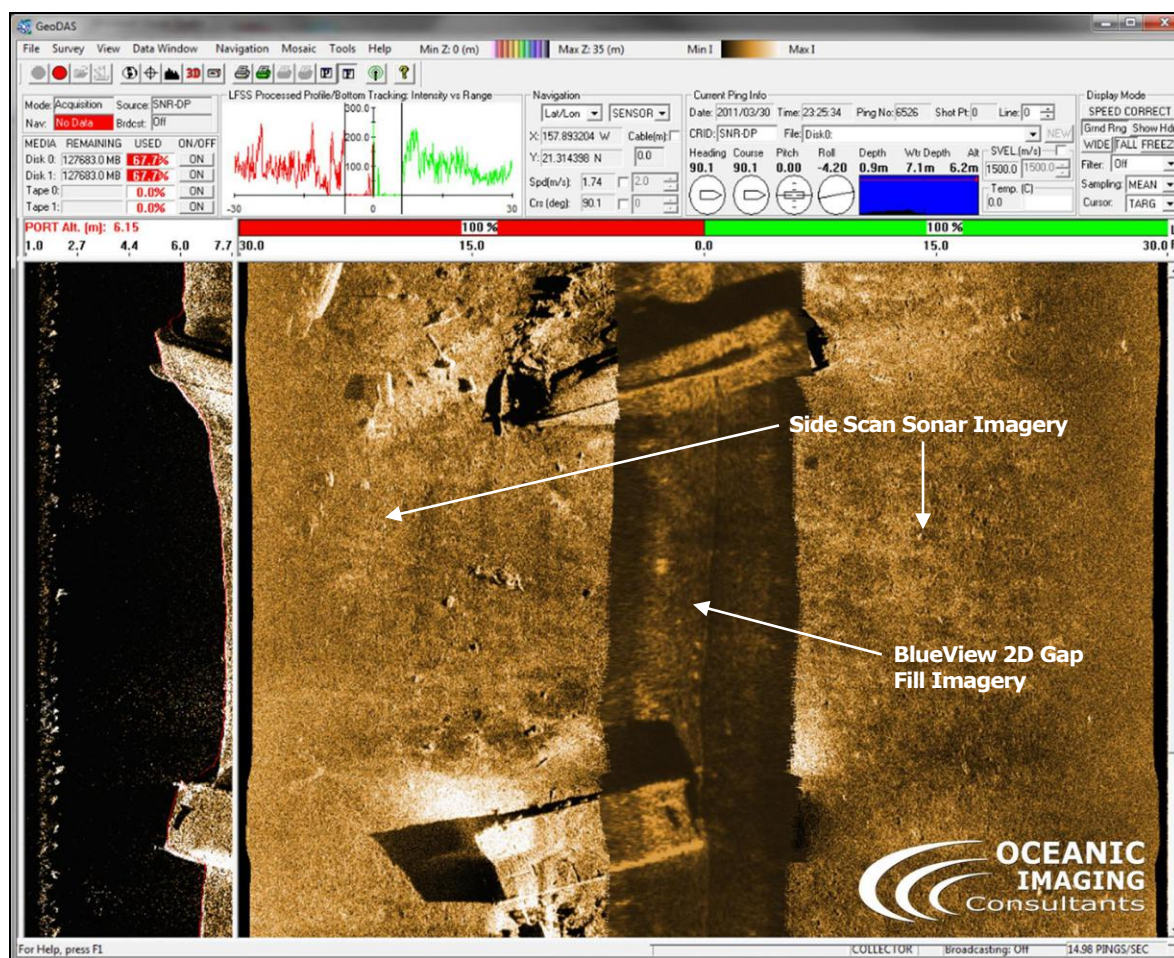 GeoDAS
File Survey View Data Window Navigation Mosaic Tools Help Min Z: 0 (m) Max Z: 35 (m) Min I Max I
3D P T ?
LFSS Processed Profile/Bottom Tracking: Intensity vs Range
300.0
200.0
100.0
0.0
-30 0 30
Mode: Acquisition Source: SNR-DP
Nav: No Data Brdcst: Off
MEDIA REMAINING USED ON/OFF
Disk 0: 127683.0 MB 67.7% ON
Disk 1: 127683.0 MB 67.7% ON
Tape 0: 0.0% ON
Tape 1: 0.0% ON
Navigation
Lat/Lon SENSOR
X: 157.893204 W Cable(m):
Y: 21.314398 N 0.0
Spd(m/s): 1.74 2.0
Crs (deg): 90.1 0
Current Ping Info
Date: 2011/03/30 Time: 23:25:34 Ping No: 6526 Shot Pt: 0 Line: 0
CRID: SNR-DP File: Disk0: NEW
Heading Course Pitch Roll Depth Wtr Depth Alt
90.1 90.1 0.00 -4.20 0.9m 7.1m 6.2m
SVEL.(m/s)
1500.0 1500.0
Temp. (C)
0.0
Display Mode
SPEED CORRECT
Grnd Rng Show Hd
WIDE TALL FREEZ
Filter: Off
Sampling: MEAN
Cursor: TARG
PORT Alt. (m): 6.15
1.0 2.7 4.4 6.0 7.7
100 % 100 %
30.0 15.0 0.0 15.0 30.0
Side Scan Sonar Imagery
BlueView 2D Gap
Fill Imagery
OCEANIC
IMAGING
Consultants
For Help, press F1 COLLECTOR Broadcasting: Off 14.98 PINGS/SEC